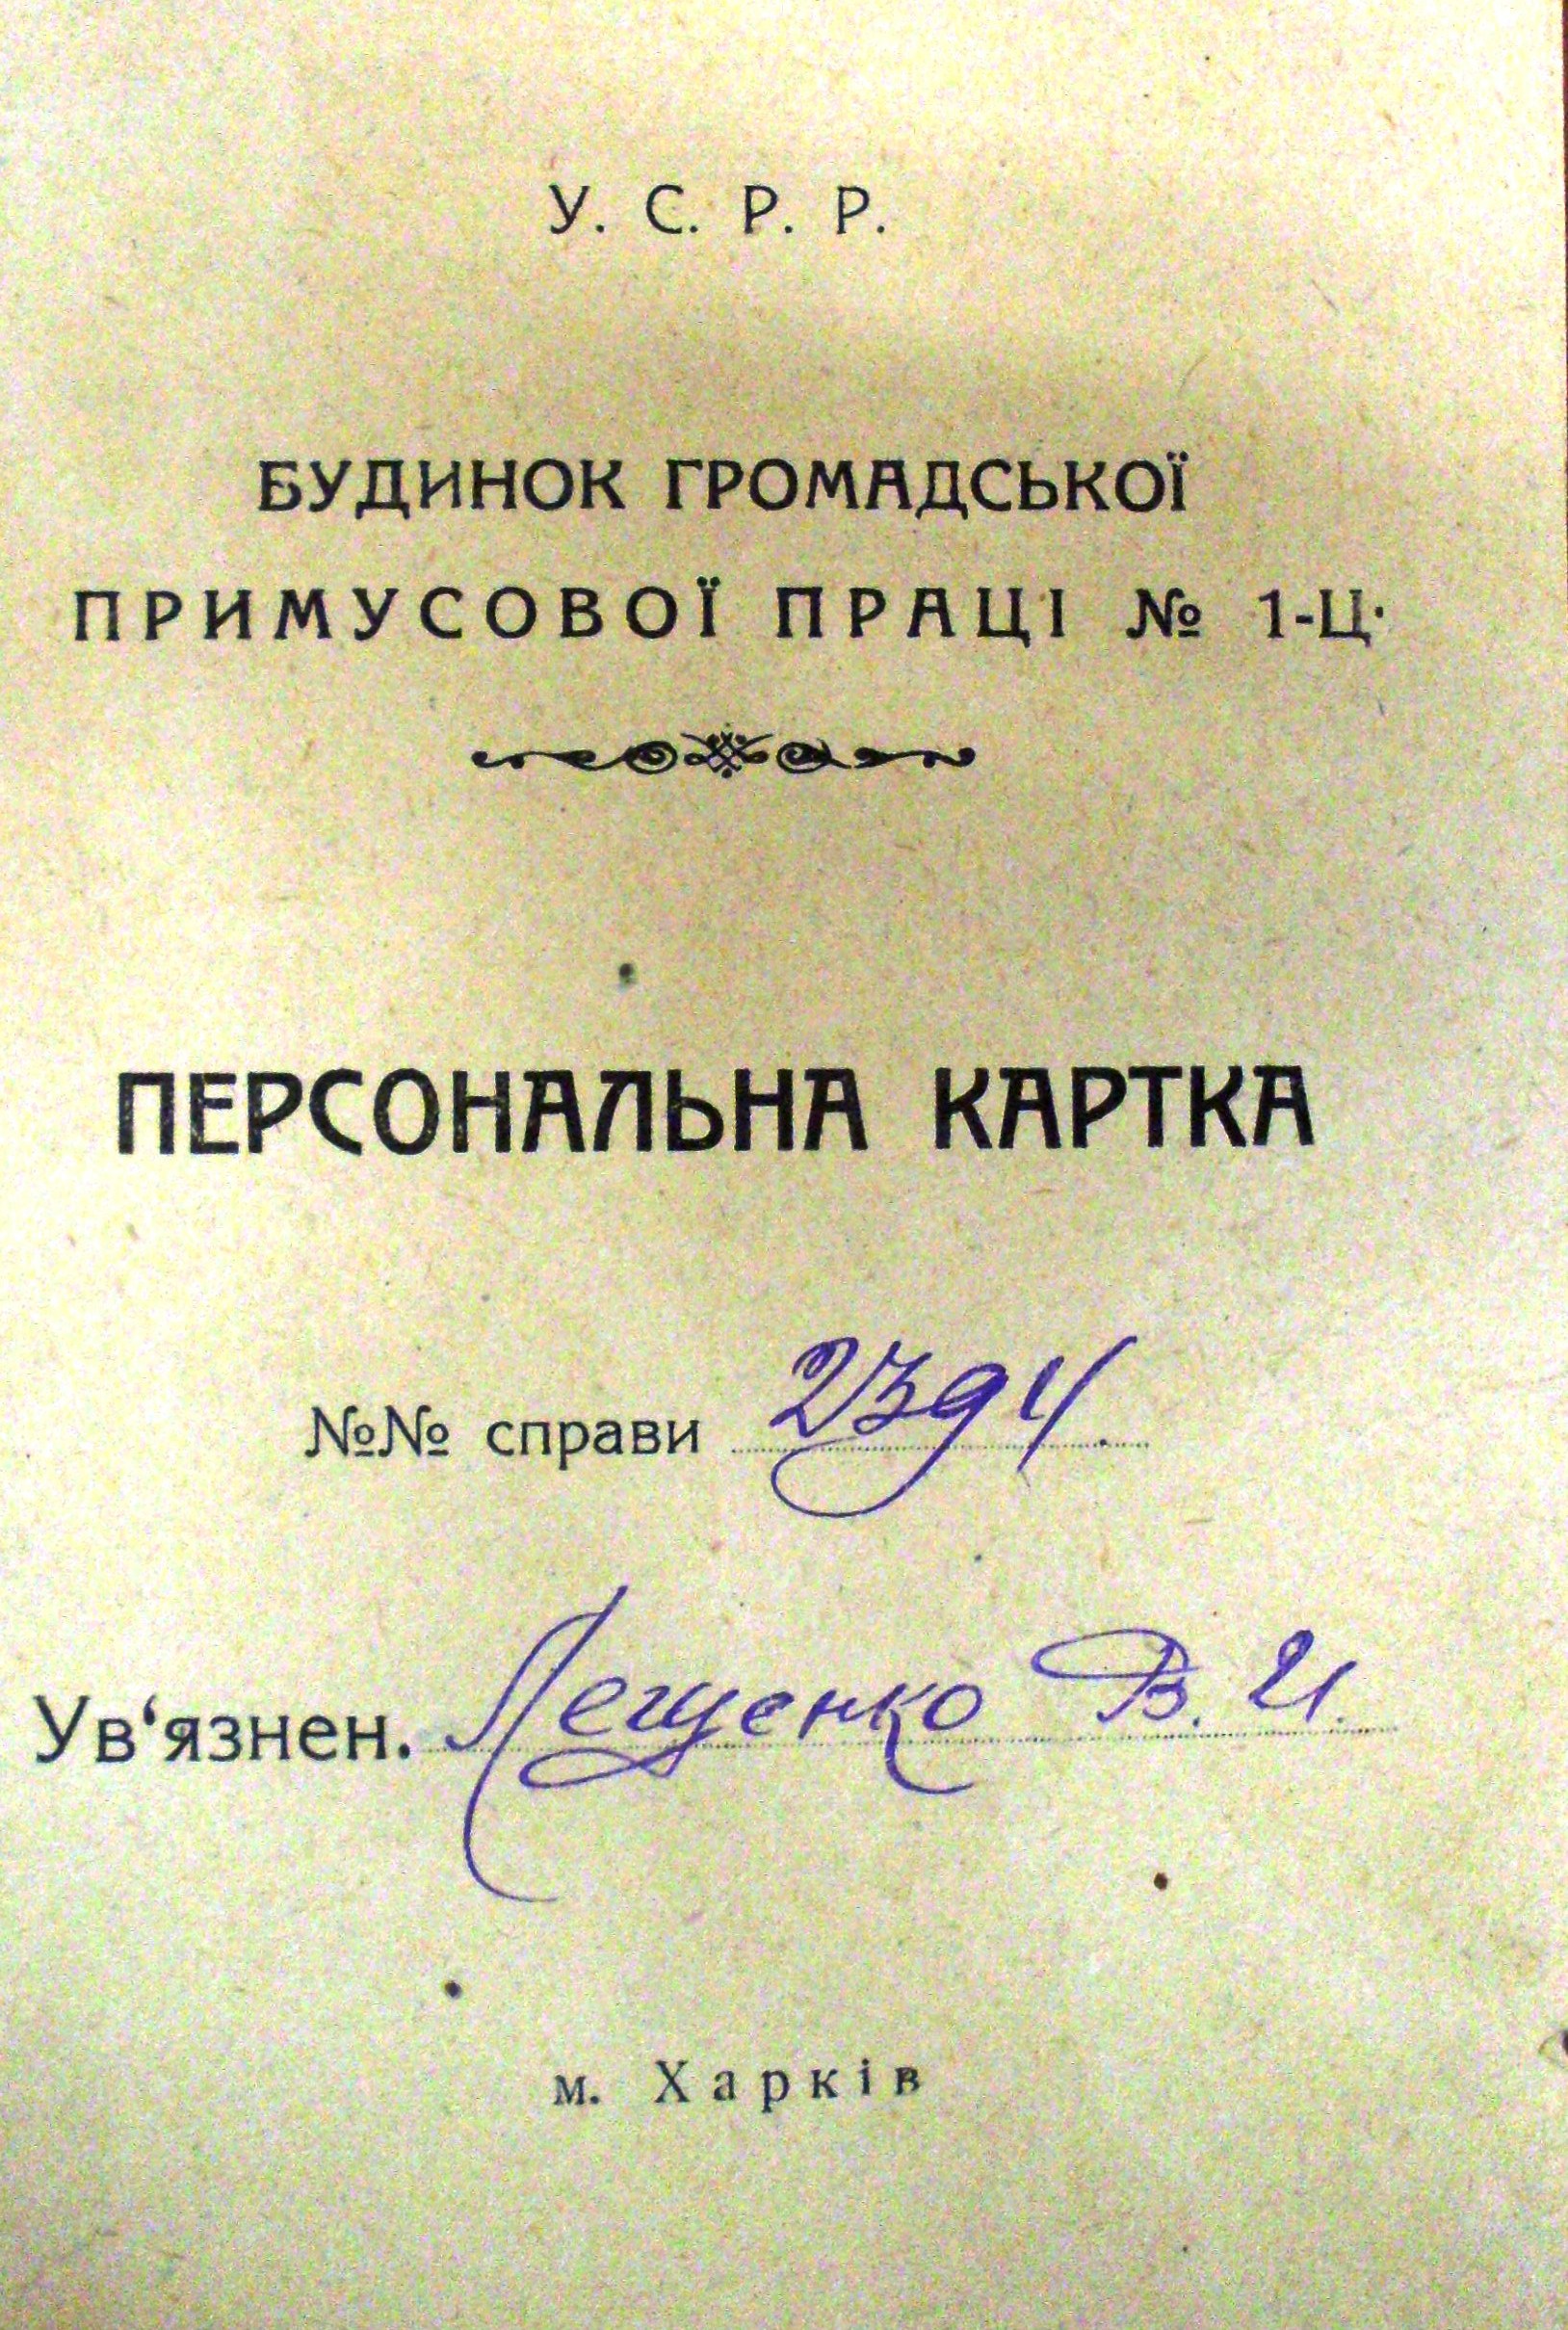 У. С. Р. Р.
БУДИНОК ГРОМАДСЬКОЇ
ПРИМУСОВОЇ ПРАЦІ № 1-Ц.
ПЕРСОНАЛЬНА КАРТКА
№№ справи 2394
Ув‘язнен. Лещенко В. И.
м. Харків